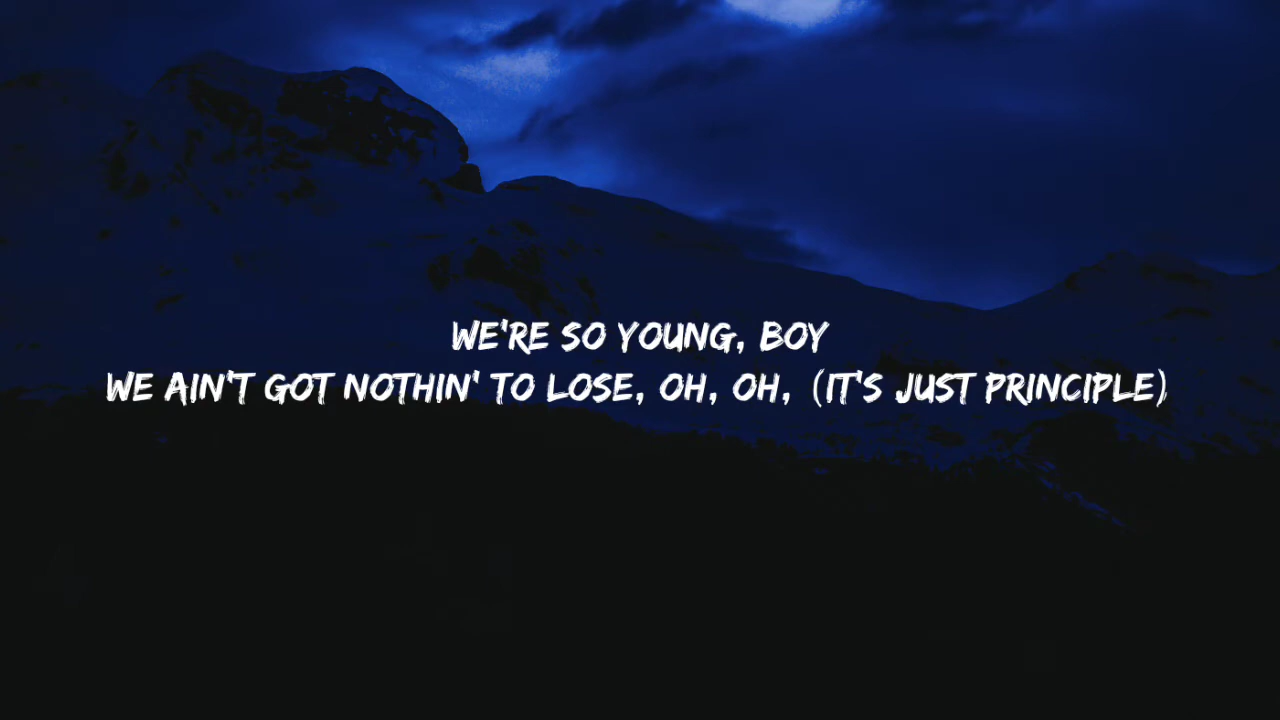 WE'RE SO YOUNG, BOY
WE AIN'T GOT NOTHIN' TO LOSE, OH, OH, (IT'S JUST PRINCIPLE)